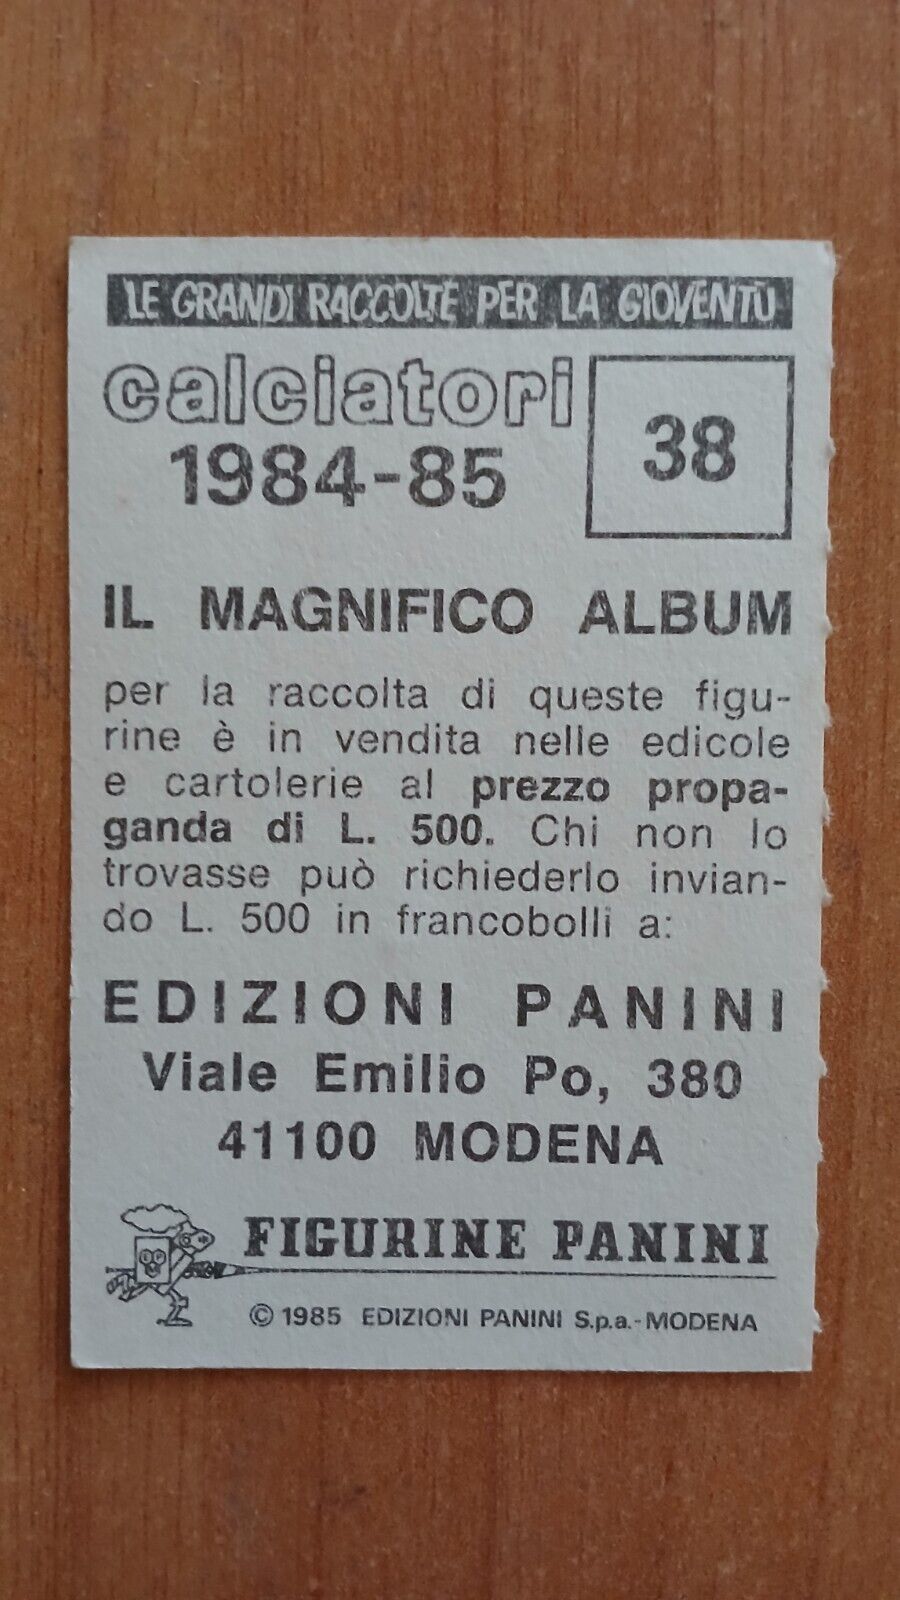 LE GRANDI RACCOLTE PER LA GIOVENTÙ
calciatori
1984-85
38
IL MAGNIFICO ALBUM
per la raccolta di queste figu-
rine è in vendita nelle edicole
e cartolerie al prezzo propa-
ganda di L. 500. Chi non lo
trovasse può richiederlo invian-
do L. 500 in francobolli a:
EDIZIONI PANINI
Viale Emilio Po, 380
41100 MODENA
FIGURINE PANINI
© 1985 EDIZIONI PANINI S.p.a.-MODENA